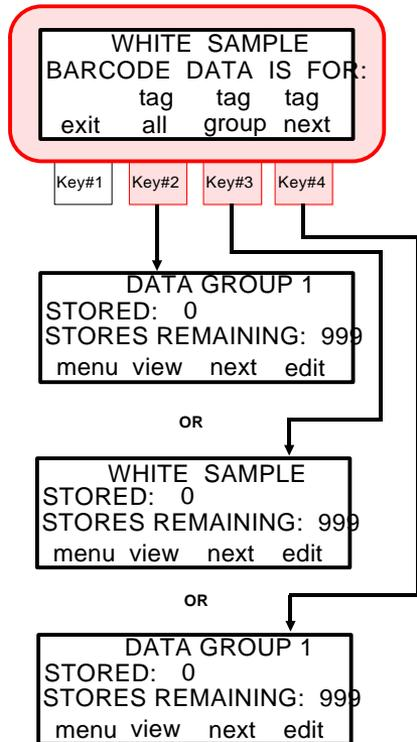 WHITE SAMPLE
BARCODE DATA IS FOR:
tag tag tag
exit all group next
Key#1 Key#2 Key#3 Key#4
DATA GROUP 1
STORED: 0
STORES REMAINING: 999
menu view next edit
OR
WHITE SAMPLE
STORED: 0
STORES REMAINING: 999
menu view next edit
OR
DATA GROUP 1
STORED: 0
STORES REMAINING: 999
menu view next edit